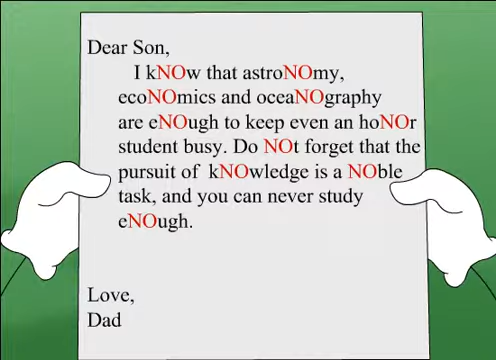 Dear Son,
I kNOw that astroNOmy,
ecoNOmics and oceaNOgraphy
are eNOugh to keep even an hoNOr
student busy. Do NOt forget that the
pursuit of kNOwledge is a NOble
task, and you can never study
eNOugh.
Love,
Dad